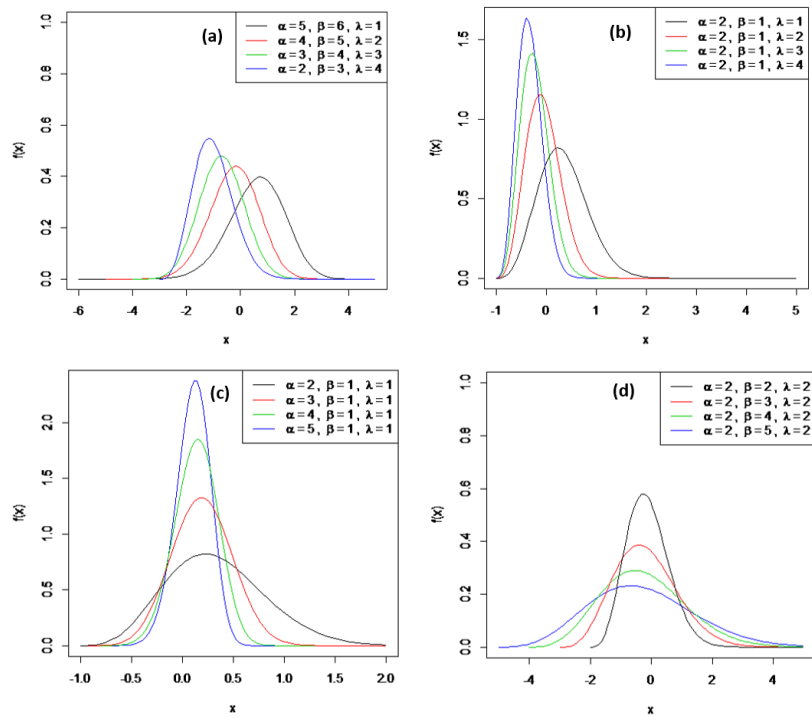 (a)
α=5, β=6, λ=1
α=4, β=5, λ=2
α=3, β=4, λ=3
α=2, β=3, λ=4
f(x)
0.0 0.2 0.4 0.6 0.8 1.0
-6 -4 -2 0 2 4
x
(b)
α=2, β=1, λ=1
α=2, β=1, λ=2
α=2, β=1, λ=3
α=2, β=1, λ=4
f(x)
0.0 0.5 1.0 1.5
-1 0 1 2 3 4 5
x
(c)
α=2, β=1, λ=1
α=3, β=1, λ=1
α=4, β=1, λ=1
α=5, β=1, λ=1
f(x)
0.0 0.5 1.0 1.5 2.0
-1.0 -0.5 0.0 0.5 1.0 1.5 2.0
x
(d)
α=2, β=2, λ=2
α=2, β=3, λ=2
α=2, β=4, λ=2
α=2, β=5, λ=2
f(x)
0.0 0.2 0.4 0.6 0.8 1.0
-4 -2 0 2 4
x